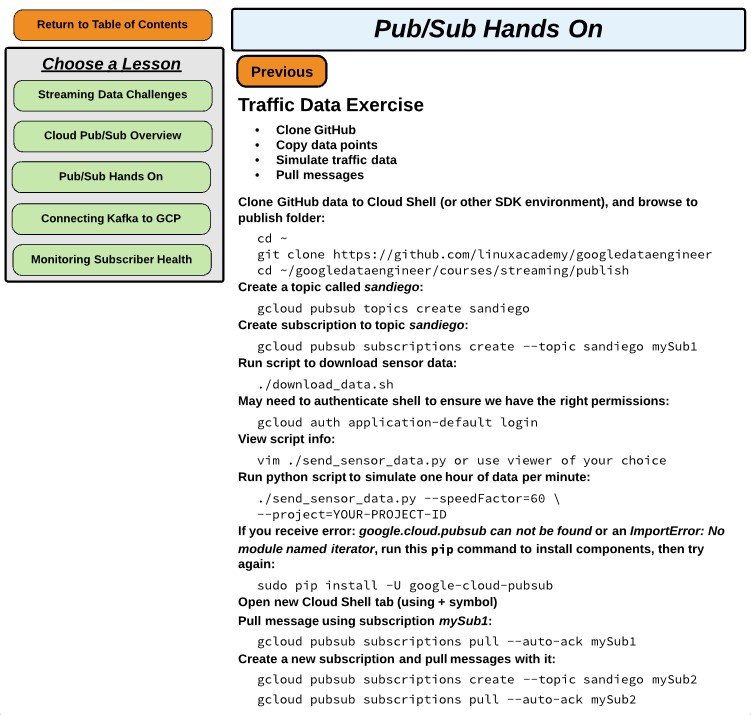 Return to Table of Contents
Choose a Lesson
Streaming Data Challenges
Cloud Pub/Sub Overview
Pub/Sub Hands On
Connecting Kafka to GCP
Monitoring Subscriber Health
Pub/Sub Hands On
Previous
Traffic Data Exercise
• Clone GitHub
• Copy data points
• Simulate traffic data
• Pull messages
Clone GitHub data to Cloud Shell (or other SDK environment), and browse to
publish folder:
cd ~
git clone https://github.com/linuxacademy/googledataengineer
cd ~/googledataengineer/courses/streaming/publish
Create a topic called sandiego:
gcloud pubsub topics create sandiego
Create subscription to topic sandiego:
gcloud pubsub subscriptions create --topic sandiego mySub1
Run script to download sensor data:
./download_data.sh
May need to authenticate shell to ensure we have the right permissions:
gcloud auth application-default login
View script info:
vim ./send_sensor_data.py or use viewer of your choice
Run python script to simulate one hour of data per minute:
./send_sensor_data.py --speedFactor=60 \
--project=YOUR-PROJECT-ID
If you receive error: google.cloud.pubsub can not be found or an ImportError: No
module named iterator, run this pip command to install components, then try
again:
sudo pip install -U google-cloud-pubsub
Open new Cloud Shell tab (using + symbol)
Pull message using subscription mySub1:
gcloud pubsub subscriptions pull --auto-ack mySub1
Create a new subscription and pull messages with it:
gcloud pubsub subscriptions create --topic sandiego mySub2
gcloud pubsub subscriptions pull --auto-ack mySub2